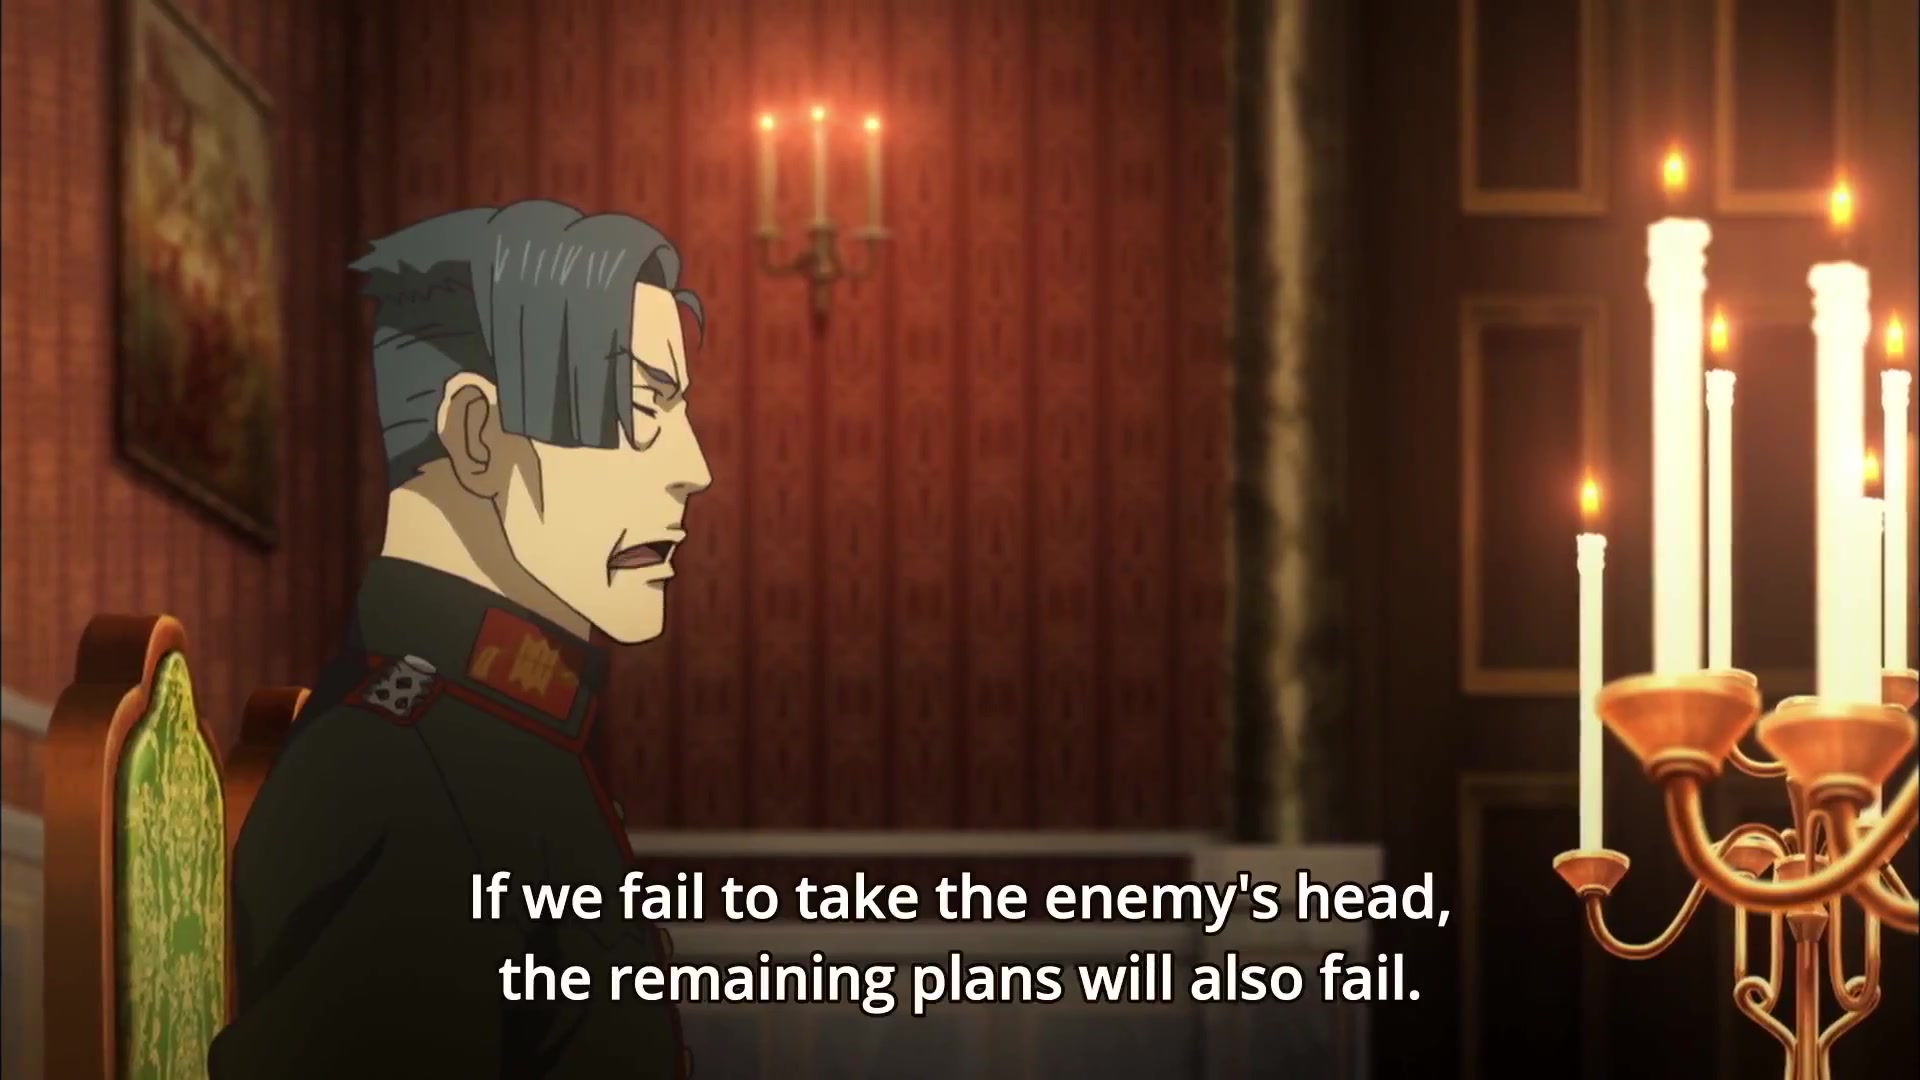 If we fail to take the enemy's head,
the remaining plans will also fail.